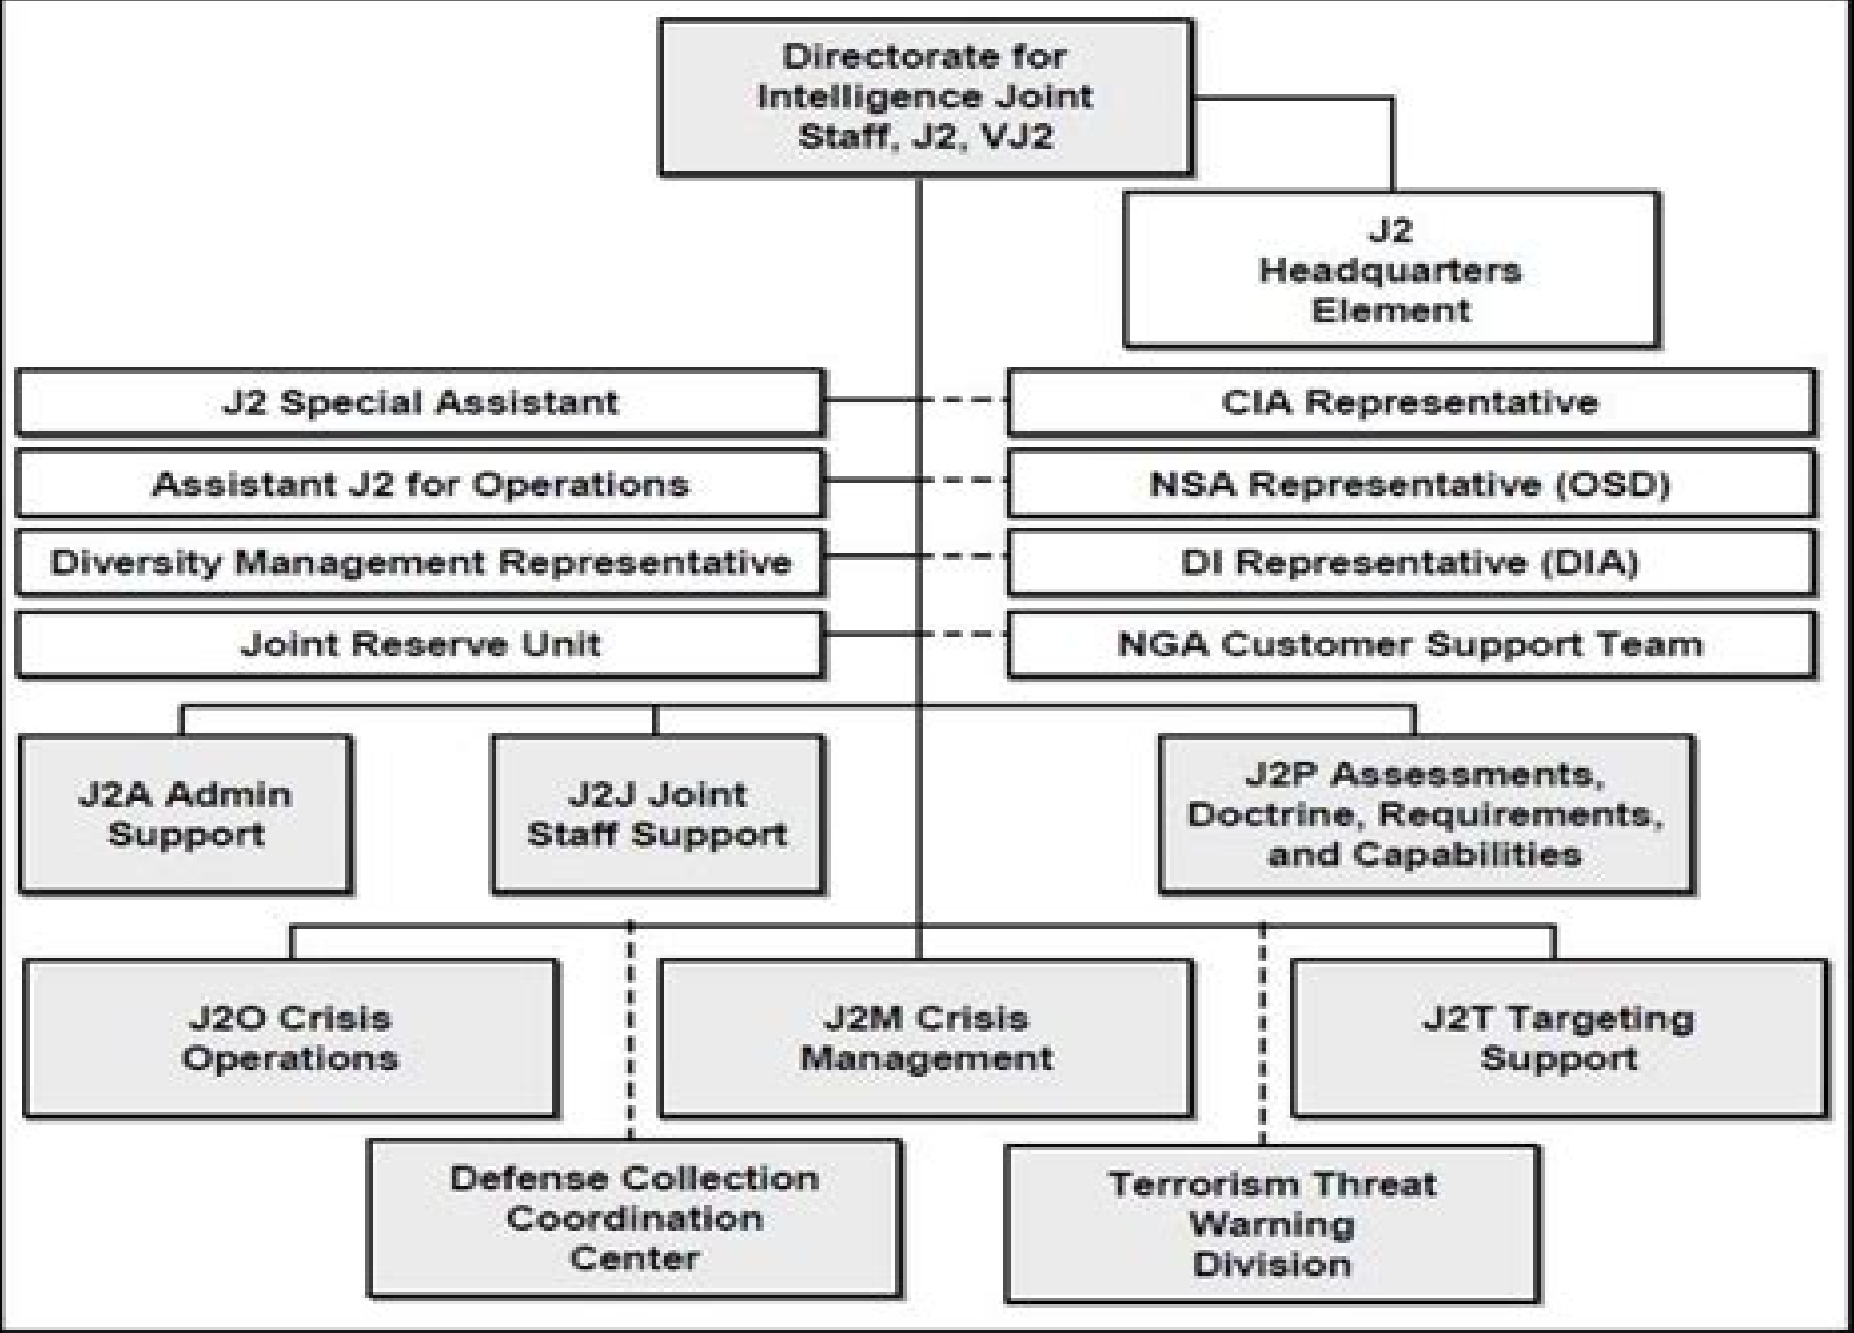 Directorate for
Intelligence Joint
Staff, J2, VJ2
J2
Headquarters
Element
J2 Special Assistant
CIA Representative
Assistant J2 for Operations
NSA Representative (OSD)
Diversity Management Representative
DI Representative (DIA)
Joint Reserve Unit
NGA Customer Support Team
J2A Admin
Support
J2J Joint
Staff Support
J2P Assessments,
Doctrine, Requirements,
and Capabilities
J2O Crisis
Operations
J2M Crisis
Management
J2T Targeting
Support
Defense Collection
Coordination
Center
Terrorism Threat
Warning
Division